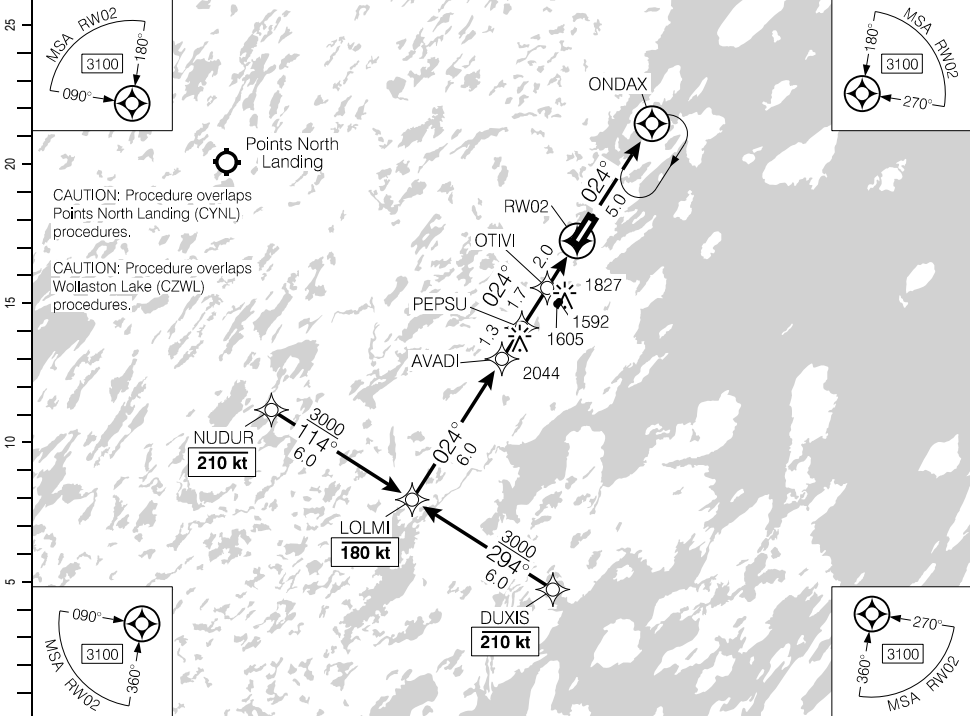 25
20
15
10
5
MSA RW02
3100
180°
090°
MSA RW02
3100
180°
270°
ONDAX
Points North
Landing
CAUTION: Procedure overlaps
Points North Landing (CYNL)
procedures.
CAUTION: Procedure overlaps
Wollaston Lake (CZWL)
procedures.
024°
5.0
RW02
OTIVI
2.0
024°
1.7
1827
1592
1605
PEPSU
1.3
AVADI
2044
NUDUR
210 kt
3000
114°
6.0
024°
6.0
LOLMI
180 kt
3000
294°
6.0
DUXIS
210 kt
090°
3100
360°
MSA RW02
270°
3100
360°
MSA RW02